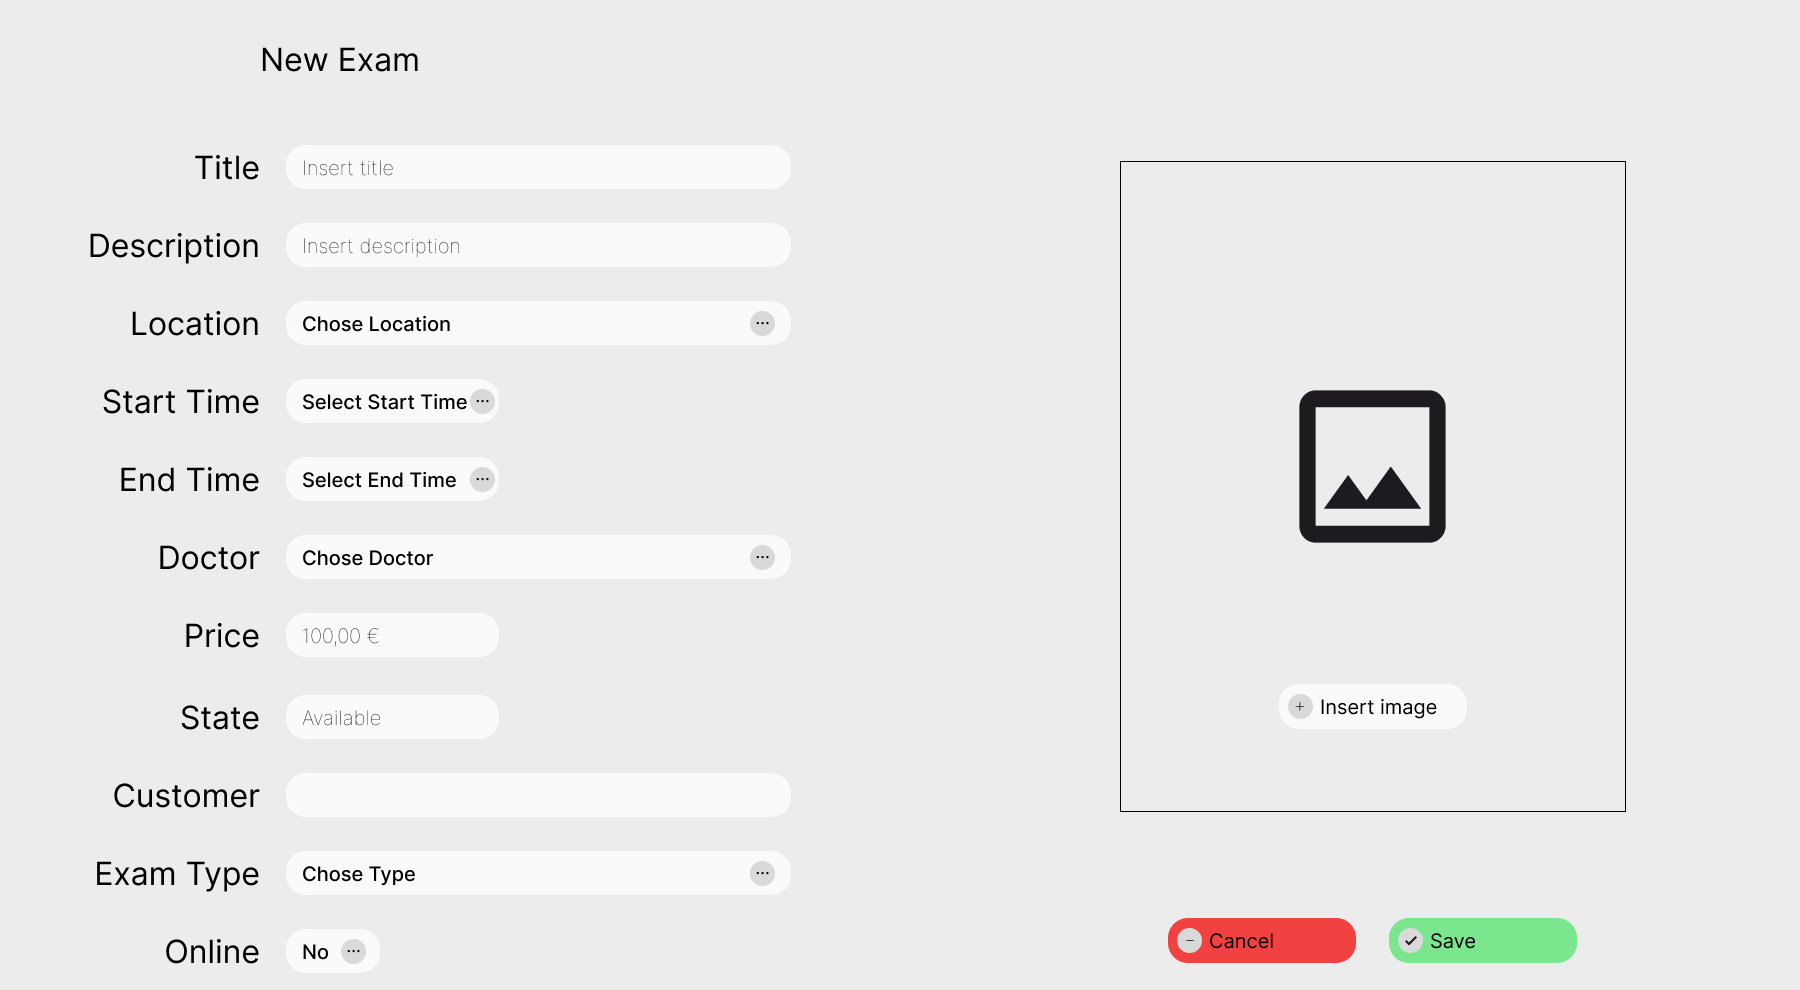 New Exam
Title
Insert title
Description
Insert description
Location
Chose Location
Start Time
Select Start Time
End Time
Select End Time
Doctor
Chose Doctor
Price
100,00 €
State
Available
Customer
Exam Type
Chose Type
Online
No
Insert image
Cancel
Save